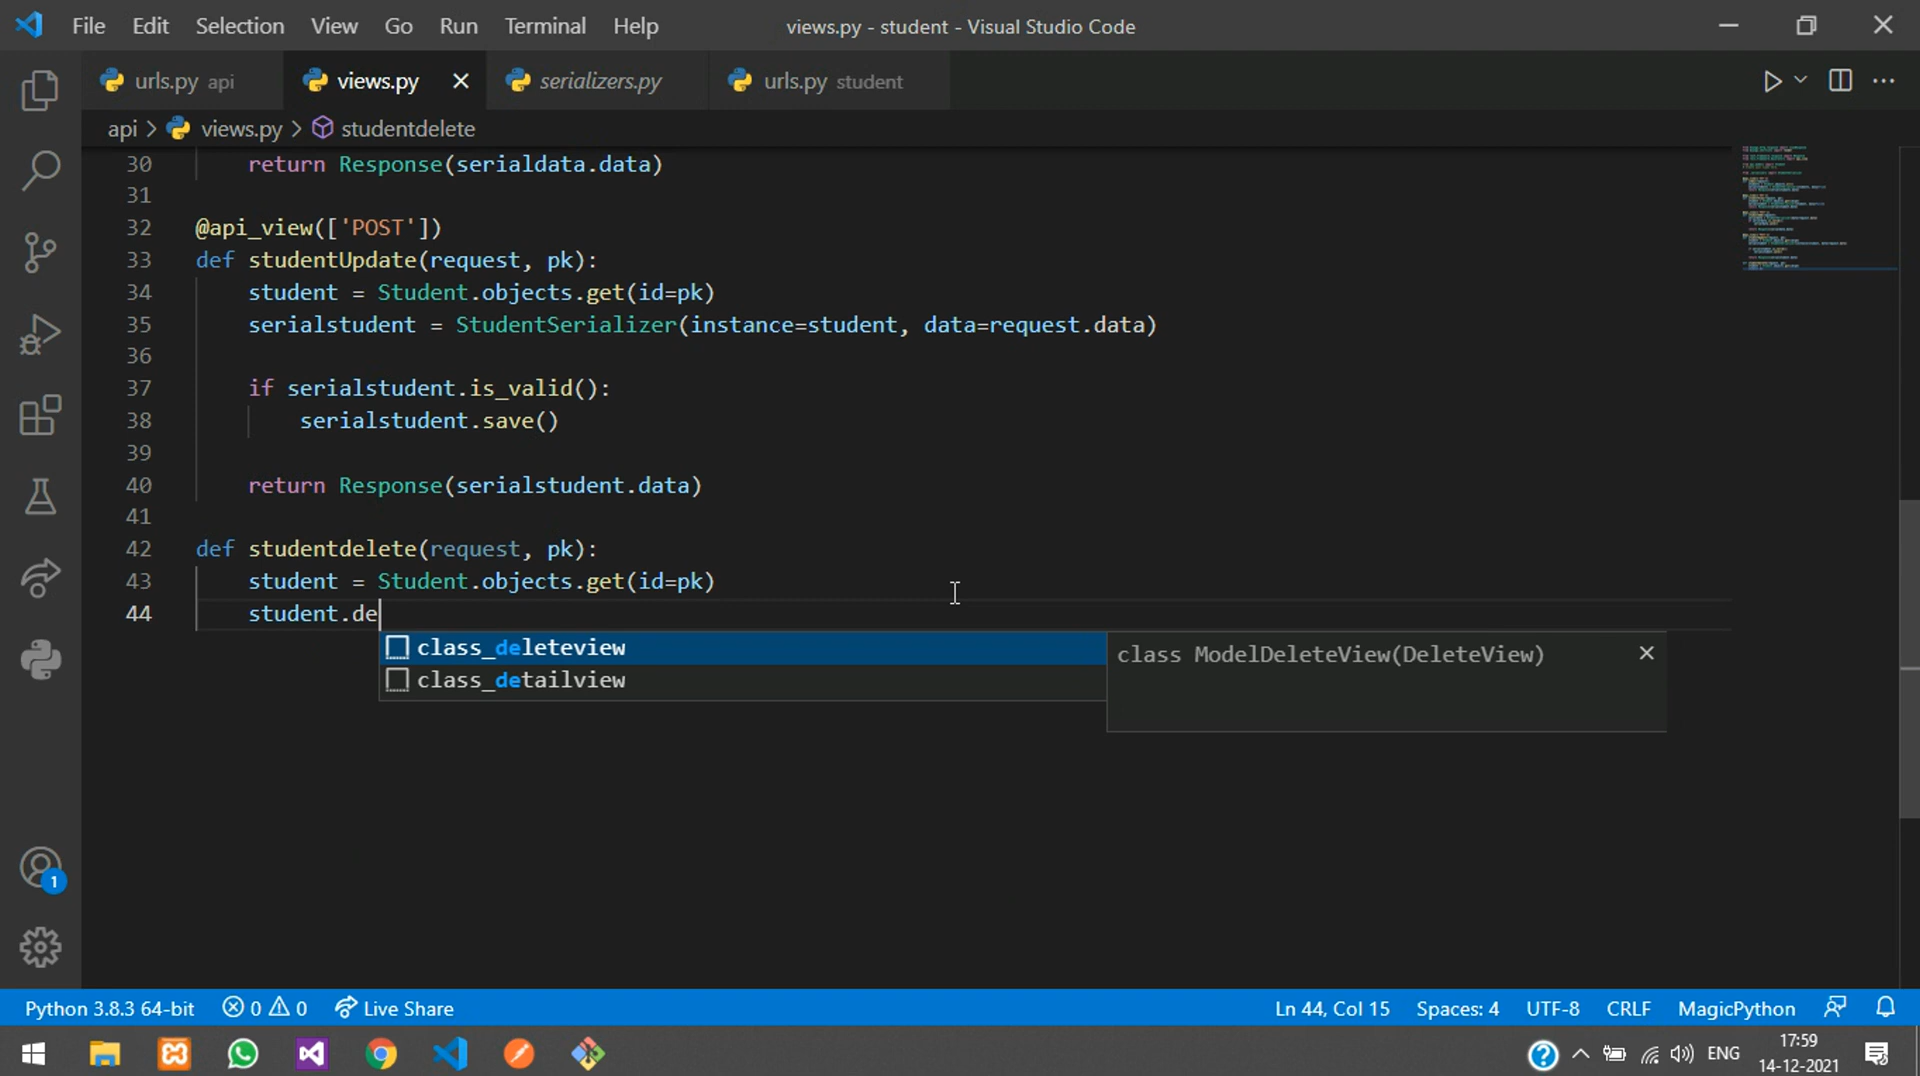 File Edit Selection View Go Run Terminal Help views.py - student - Visual Studio Code
urls.py api views.py serializers.py urls.py student
api > views.py > studentdelete
30 return Response(serialdata.data)
31
32 @api_view(['POST'])
33 def studentUpdate(request, pk):
34 student = Student.objects.get(id=pk)
35 serialstudent = StudentSerializer(instance=student, data=request.data)
36
37 if serialstudent.is_valid():
38 serialstudent.save()
39
40 return Response(serialstudent.data)
41
42 def studentdelete(request, pk):
43 student = Student.objects.get(id=pk)
44 student.de
class_deleteview class ModelDeleteView(DeleteView)
class_detailview
1
Python 3.8.3 64-bit 0 0 Live Share Ln 44, Col 15 Spaces: 4 UTF-8 CRLF MagicPython
ENG 17:59
14-12-2021